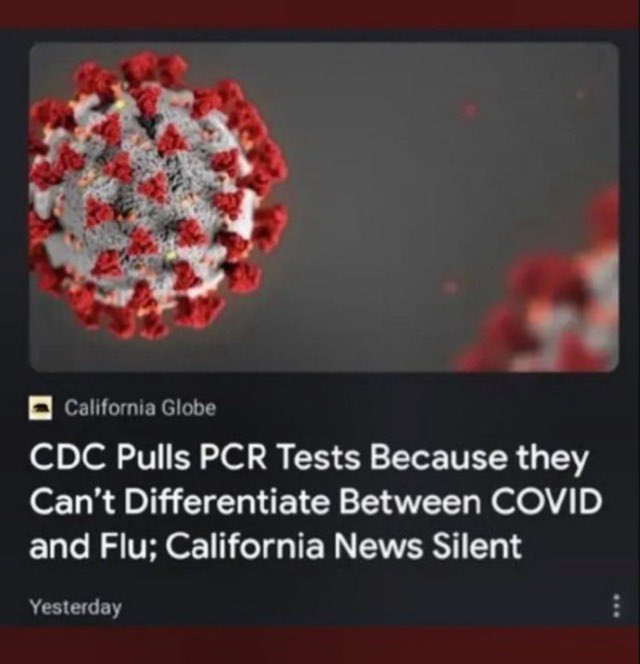 California Globe
CDC Pulls PCR Tests Because they
Can't Differentiate Between COVID
and Flu; California News Silent
Yesterday